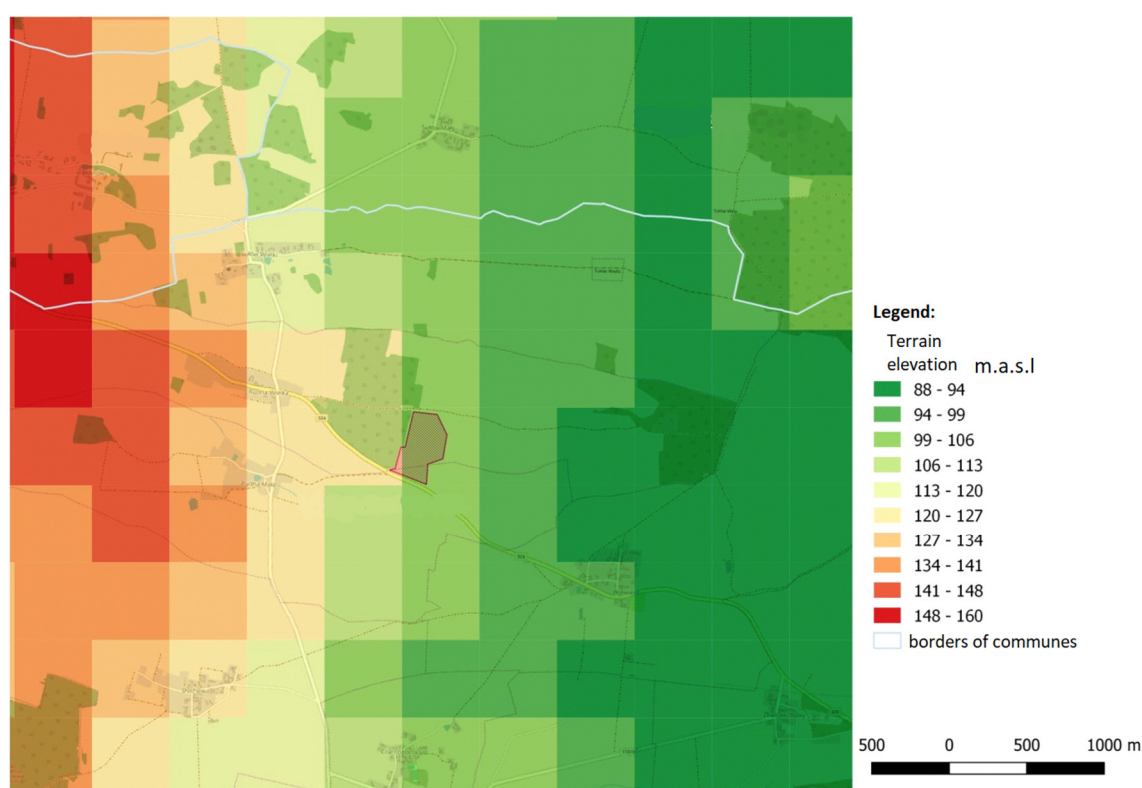 Legend:
Terrain
elevation m.a.s.l
88 - 94
94 - 99
99 - 106
106 - 113
113 - 120
120 - 127
127 - 134
134 - 141
141 - 148
148 - 160
borders of communes
500 0 500 1000 m